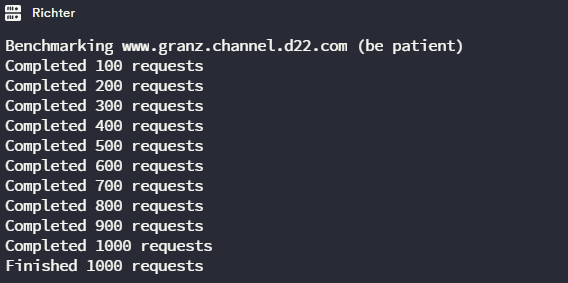 Richter
Benchmarking www.granz.channel.d22.com (be patient)
Completed 100 requests
Completed 200 requests
Completed 300 requests
Completed 400 requests
Completed 500 requests
Completed 600 requests
Completed 700 requests
Completed 800 requests
Completed 900 requests
Completed 1000 requests
Finished 1000 requests